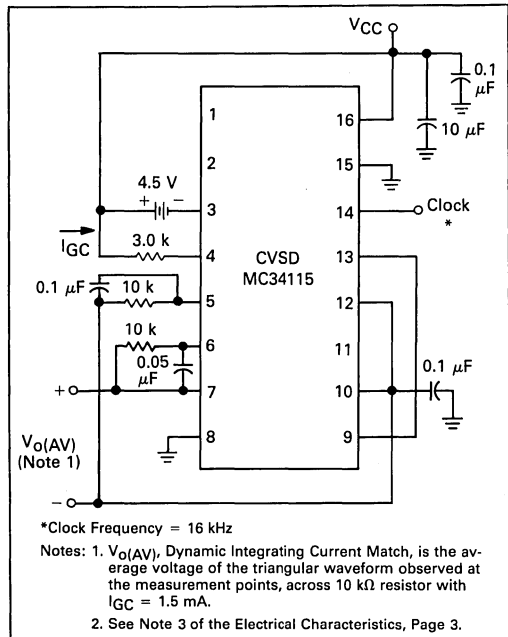 VCC
0.1
µF
10 µF
1
16
2
15
4.5 V
+ −
3
14
Clock
*
IGC
3.0 k
4
CVSD
MC34115
13
0.1 µF
10 k
5
12
10 k
6
11
0.05
µF
0.1
µF
+
7
10
8
9
Vo(AV)
(Note 1)
−
*Clock Frequency = 16 kHz
Notes: 1. Vo(AV), Dynamic Integrating Current Match, is the av-
erage voltage of the triangular waveform observed at
the measurement points, across 10 kΩ resistor with
IGC = 1.5 mA.
2. See Note 3 of the Electrical Characteristics, Page 3.